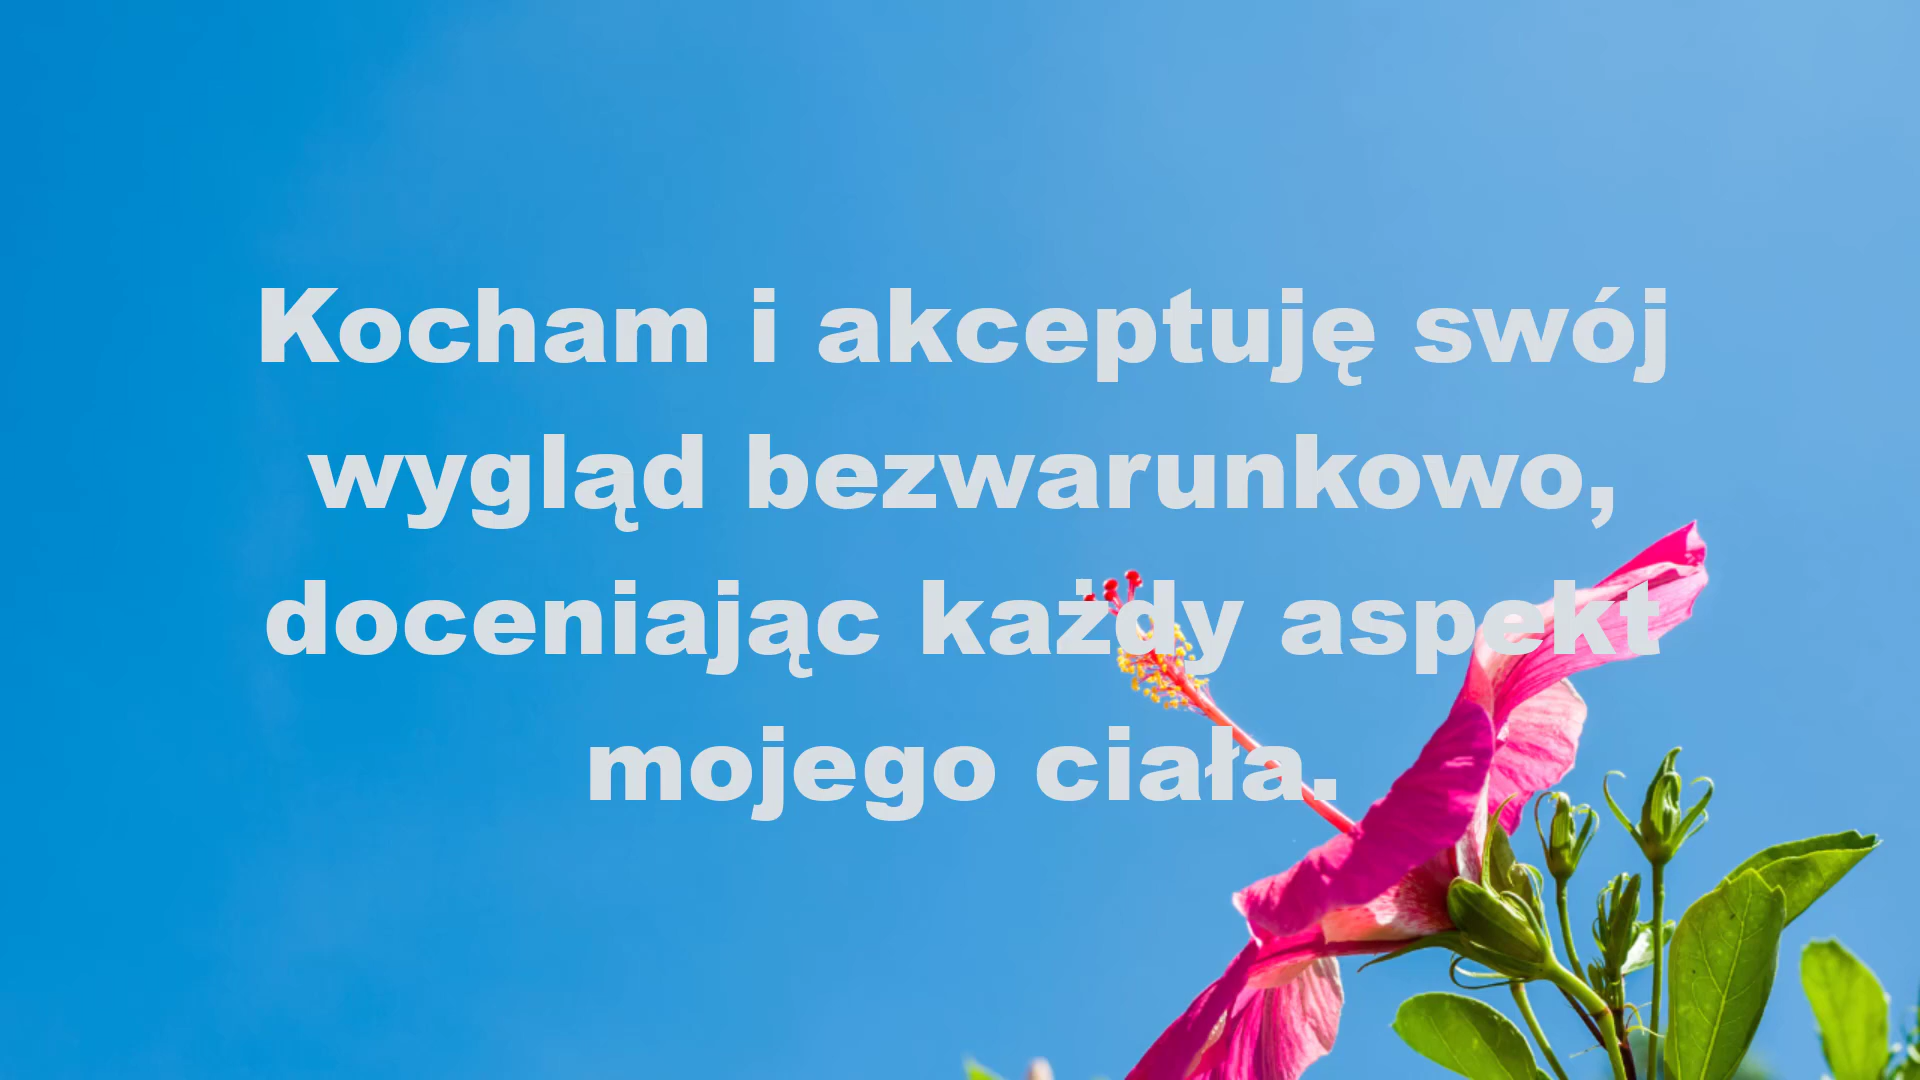 Kocham i akceptuję swój
wygląd bezwarunkowo,
doceniając każdy aspekt
mojego ciała.